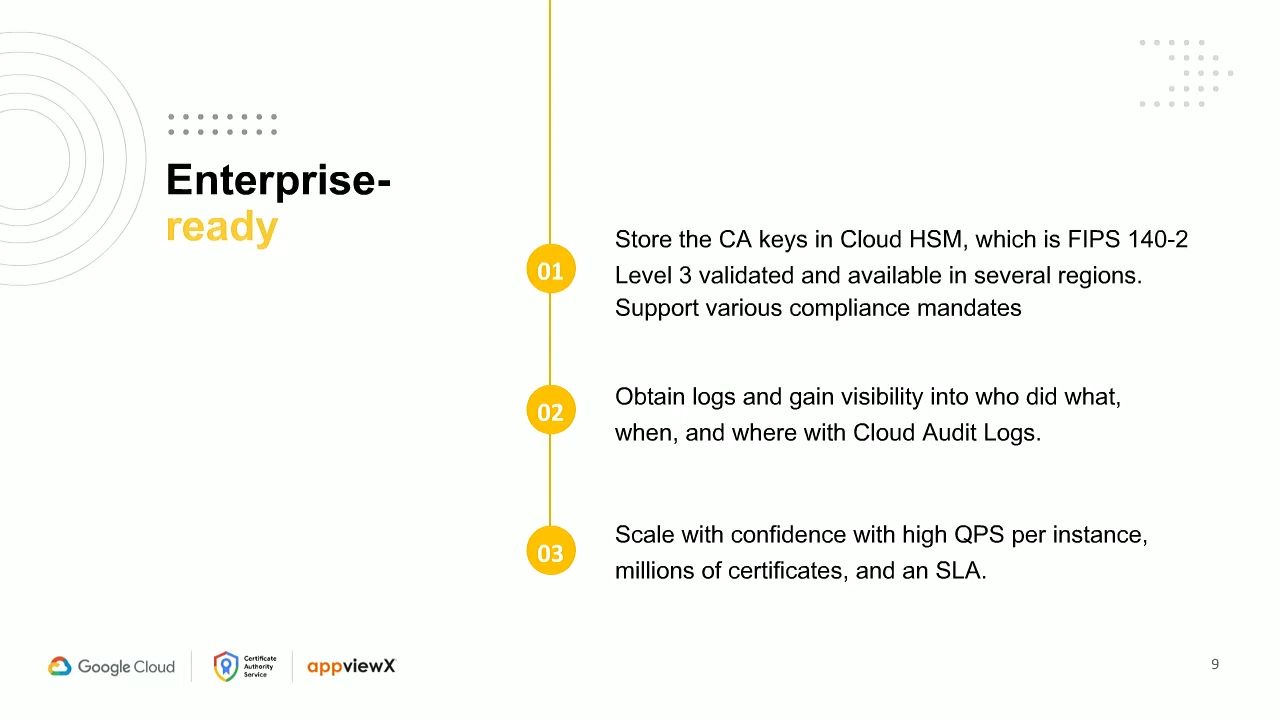 Enterprise-
ready
01
Store the CA keys in Cloud HSM, which is FIPS 140-2
Level 3 validated and available in several regions.
Support various compliance mandates
02
Obtain logs and gain visibility into who did what,
when, and where with Cloud Audit Logs.
03
Scale with confidence with high QPS per instance,
millions of certificates, and an SLA.
Google Cloud
Certificate
Authority
Service
appviewX
9